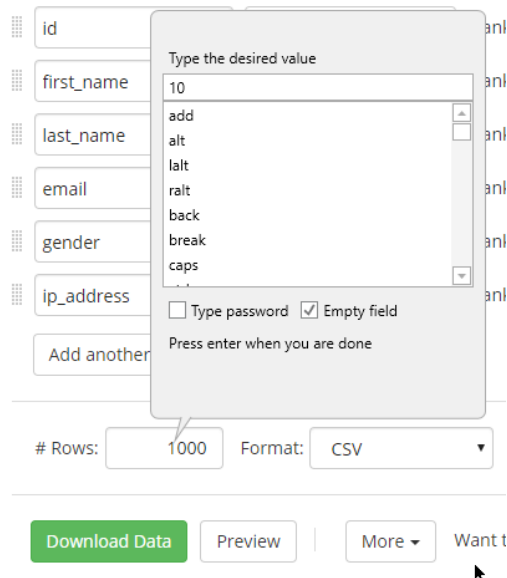 id
first_name
last_name
email
gender
ip_address
Add another
Type the desired value
10
add
alt
lalt
ralt
back
break
caps
Type password Empty field
Press enter when you are done
# Rows: 1000 Format: CSV
Download Data Preview More Want